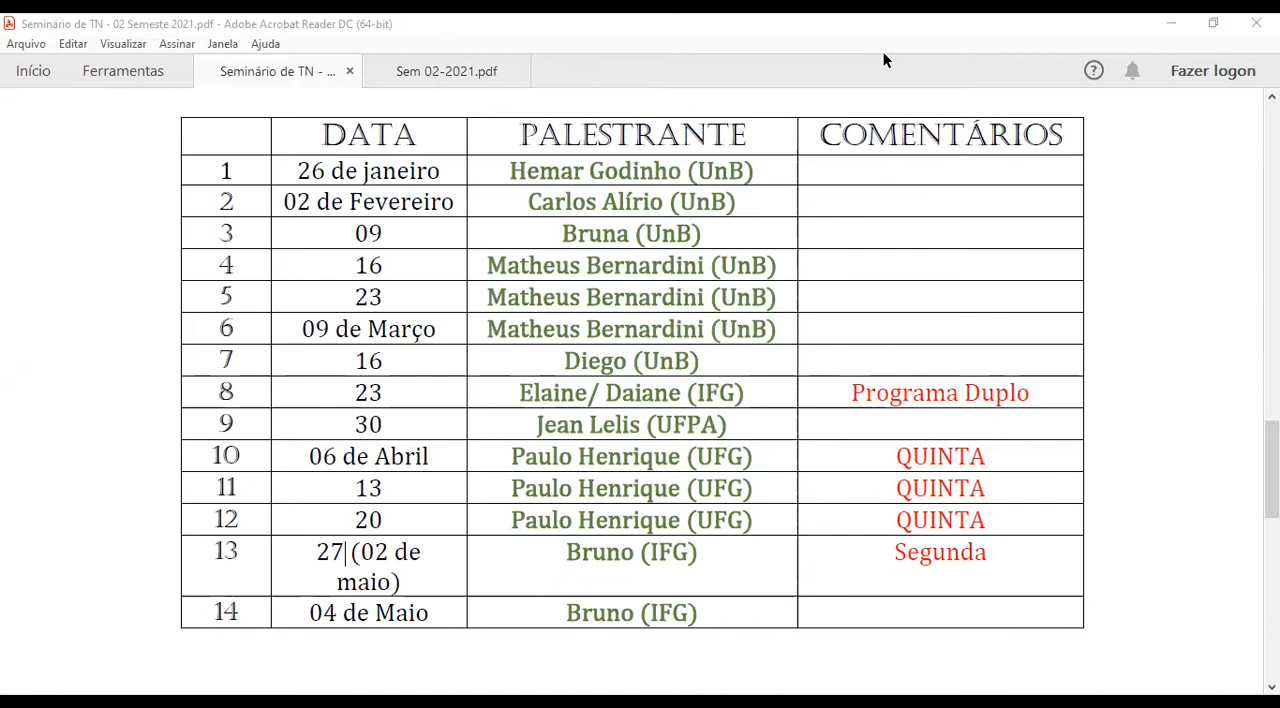 Seminário de TN - 02 Semeste 2021.pdf - Adobe Acrobat Reader DC (64-bit)
Arquivo Editar Visualizar Assinar Janela Ajuda
Início Ferramentas Seminário de TN - ... × Sem 02-2021.pdf ? Fazer logon
DATA PALESTRANTE COMENTÁRIOS
1 26 de janeiro Hemar Godinho (UnB)
2 02 de Fevereiro Carlos Alírio (UnB)
3 09 Bruna (UnB)
4 16 Matheus Bernardini (UnB)
5 23 Matheus Bernardini (UnB)
6 09 de Março Matheus Bernardini (UnB)
7 16 Diego (UnB)
8 23 Elaine/ Daiane (IFG) Programa Duplo
9 30 Jean Lelis (UFPA)
10 06 de Abril Paulo Henrique (UFG) QUINTA
11 13 Paulo Henrique (UFG) QUINTA
12 20 Paulo Henrique (UFG) QUINTA
13 27 (02 de Bruno (IFG) Segunda
maio)
14 04 de Maio Bruno (IFG)